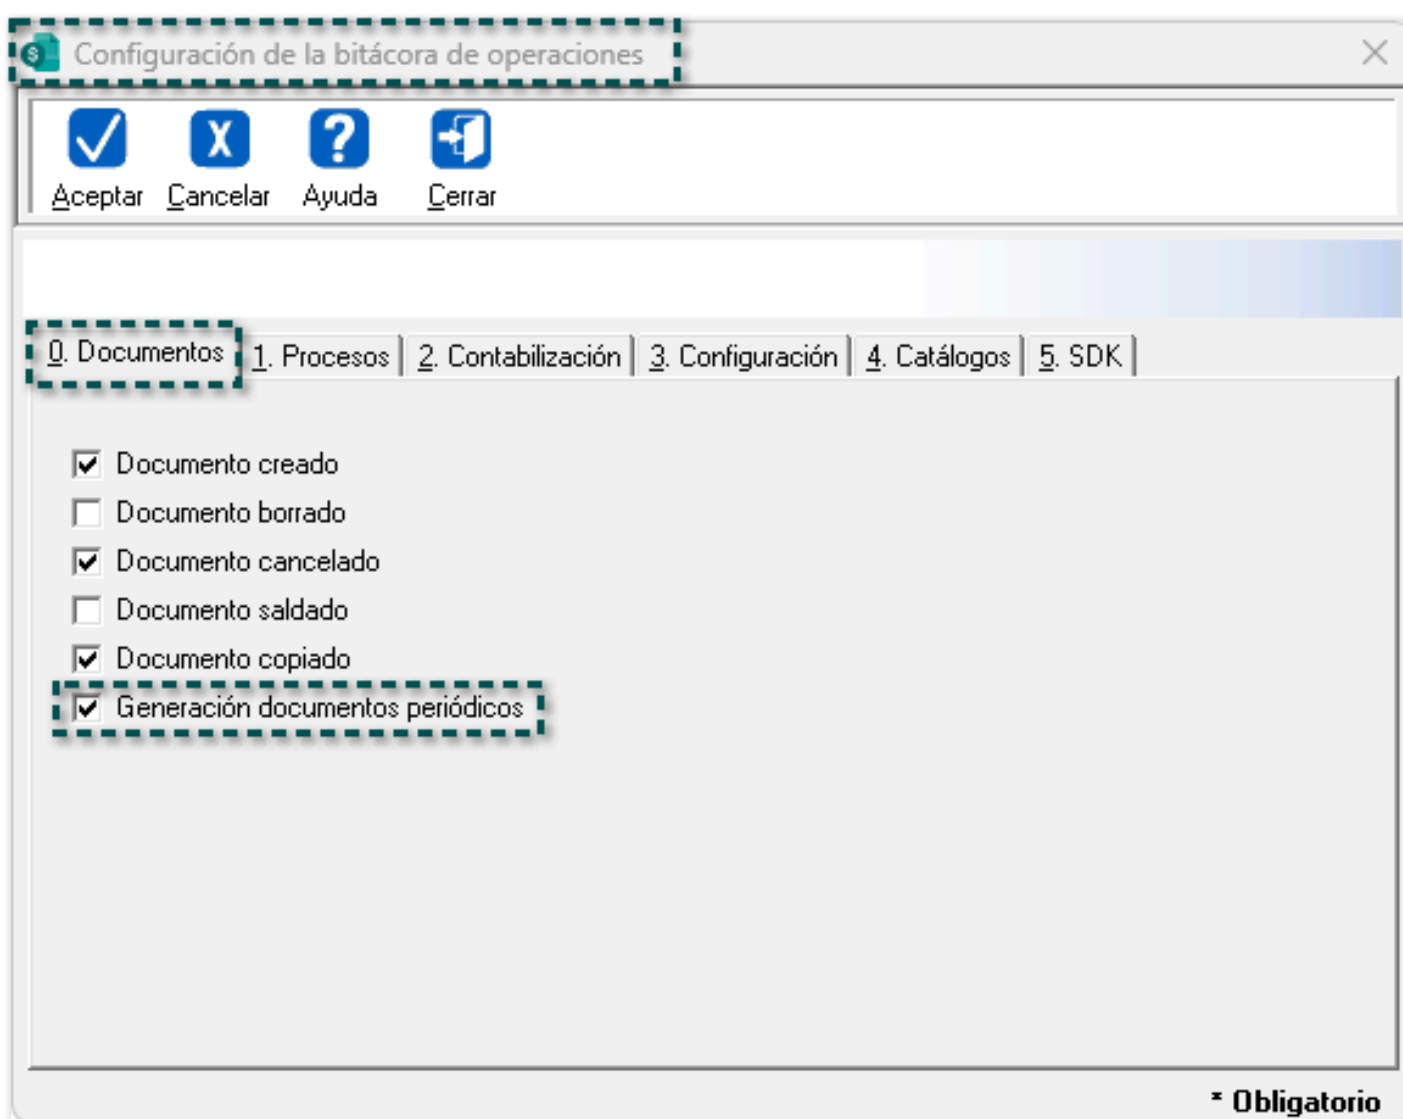 Configuración de la bitácora de operaciones
Aceptar Cancelar Ayuda Cerrar
0. Documentos 1. Procesos 2. Contabilización 3. Configuración 4. Catálogos 5. SDK
Documento creado
Documento borrado
Documento cancelado
Documento saldado
Documento copiado
Generación documentos periódicos
* Obligatorio